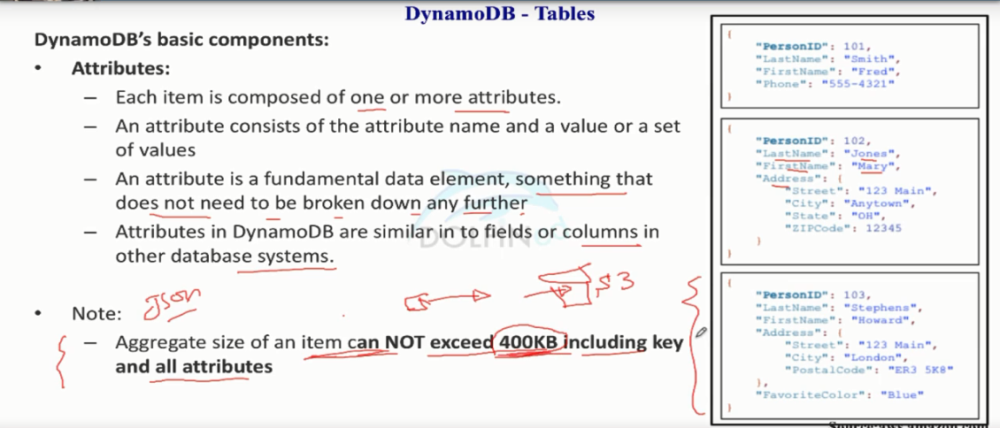 DynamoDB - Tables
DynamoDB's basic components:
• Attributes:
– Each item is composed of one or more attributes.
– An attribute consists of the attribute name and a value or a set
of values
– An attribute is a fundamental data element, something that
does not need to be broken down any further
– Attributes in DynamoDB are similar in to fields or columns in
other database systems.
Json
S3
• Note:
– Aggregate size of an item can NOT exceed 400KB including key
and all attributes
DOLFIN
{
"PersonID": 101,
"LastName": "Smith",
"FirstName": "Fred",
"Phone": "555-4321"
}
{
"PersonID": 102,
"LastName": "Jones",
"FirstName": "Mary",
"Address": {
"Street": "123 Main",
"City": "Anytown",
"State": "OH",
"ZIPCode": 12345
}
}
{
"PersonID": 103,
"LastName": "Stephens",
"FirstName": "Howard",
"Address": {
"Street": "123 Main",
"City": "London",
"PostalCode": "ER3 5K8"
},
"FavoriteColor": "Blue"
}
Source:aws.amazon.com